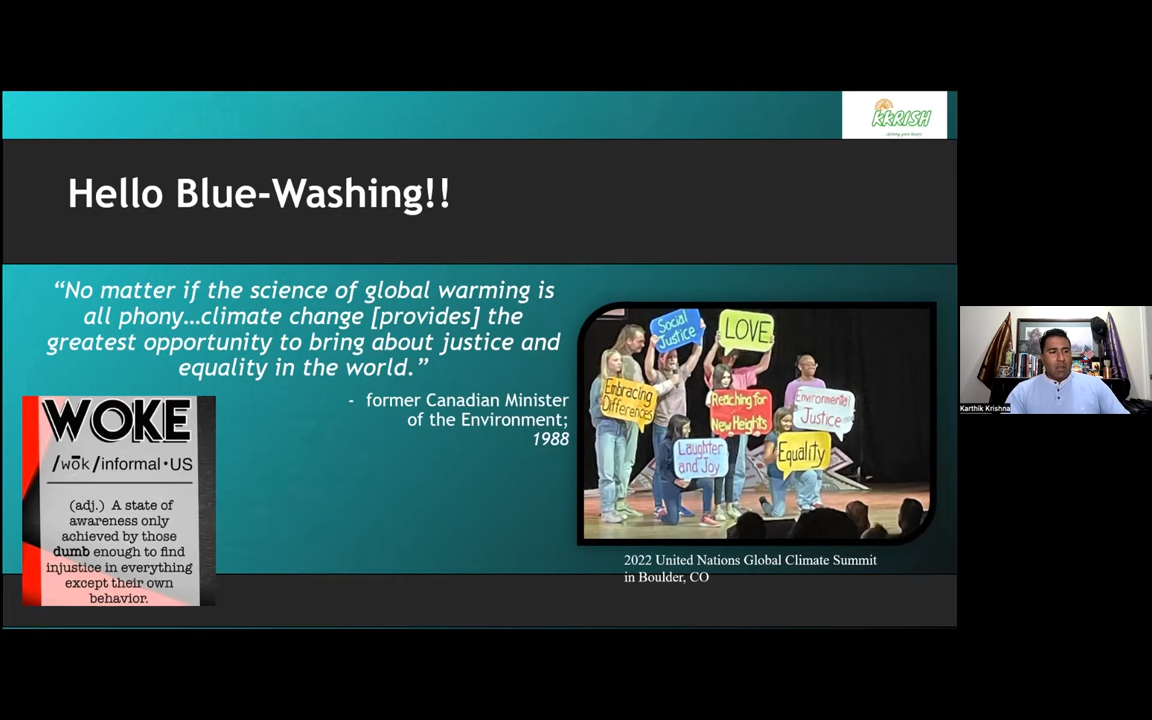 KKRISH
Hello Blue-Washing!!
“No matter if the science of global warming is
all phony…climate change [provides] the
greatest opportunity to bring about justice and
equality in the world.”
- former Canadian Minister
of the Environment;
1988
WOKE
/wōk/informal•US
(adj.) A state of
awareness only
achieved by those
dumb enough to find
injustice in everything
except their own
behavior.
Social
Justice
LOVE
Embracing
Differences
Reaching for
New Heights
Environmental
Justice
Laughter
and Joy
Equality
2022 United Nations Global Climate Summit
in Boulder, CO
Karthik Krishna